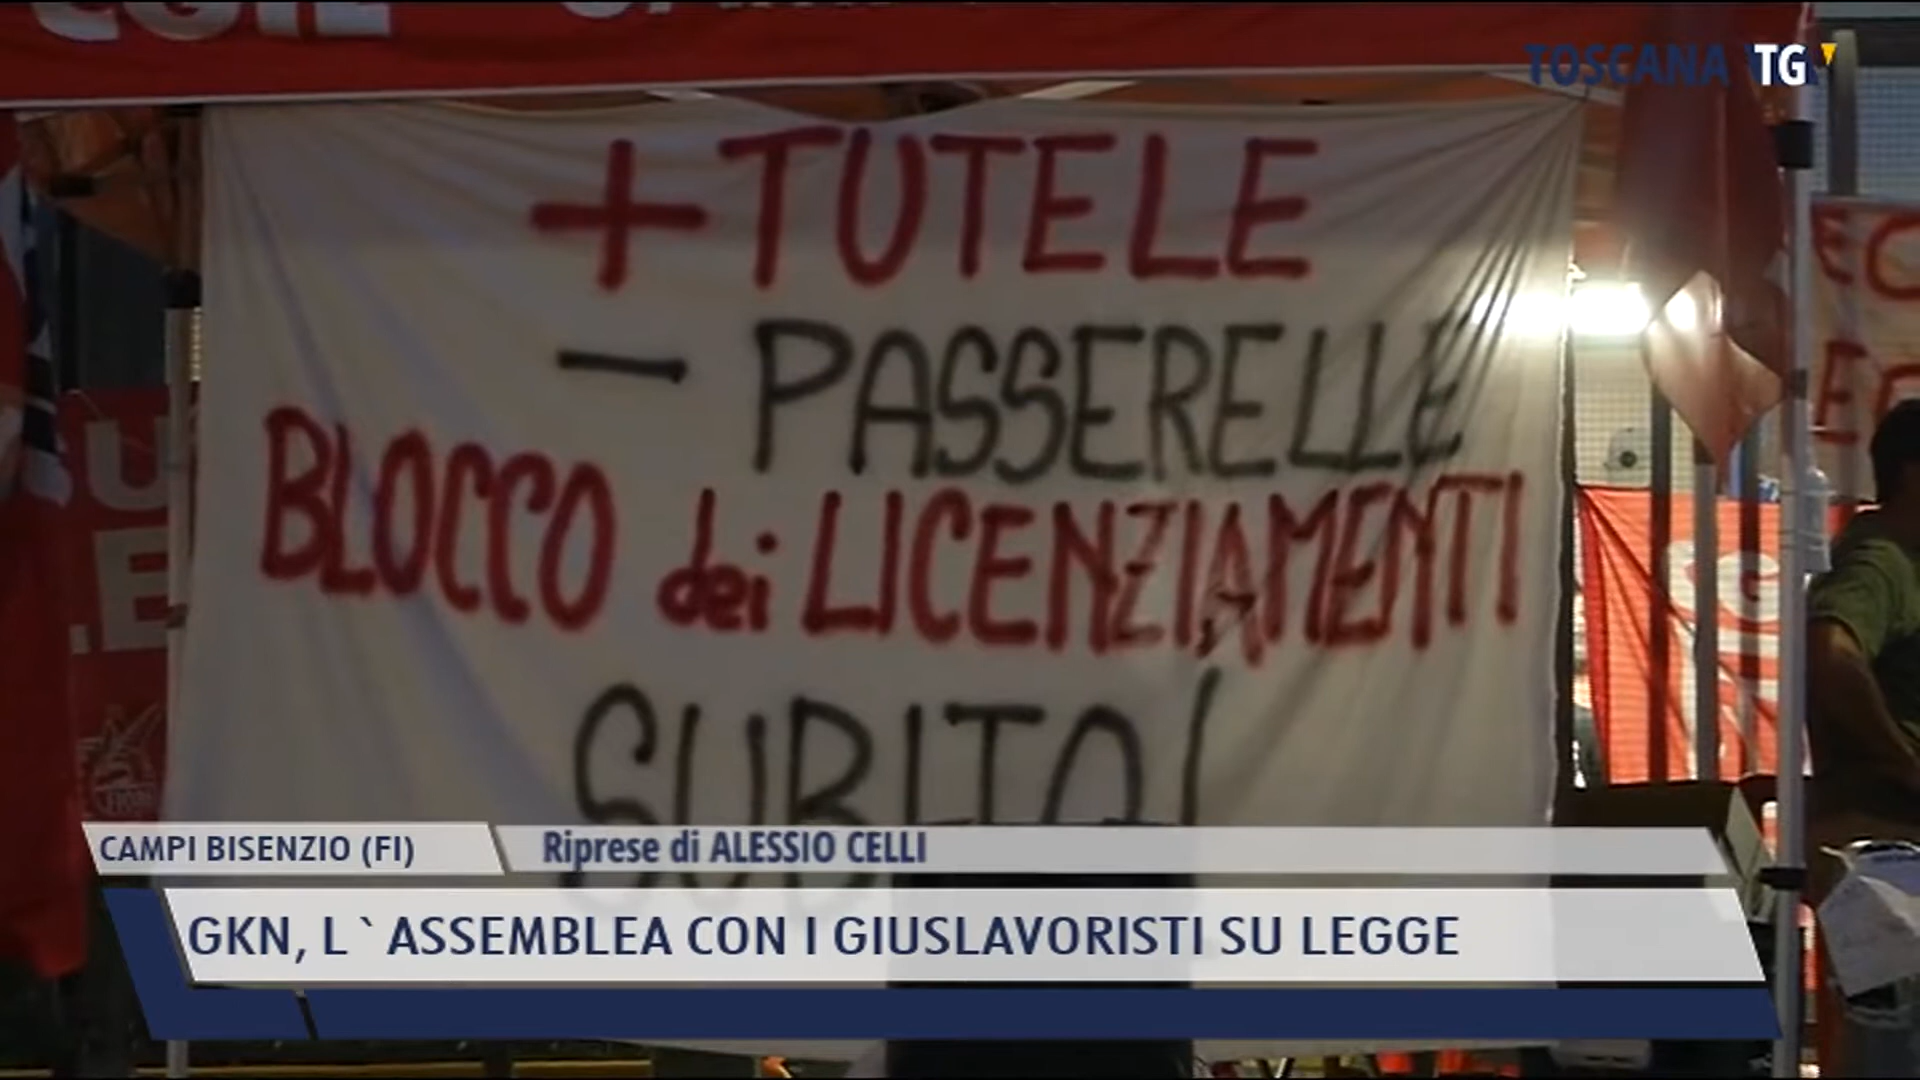 CGIL
TOSCANA TG
+ TUTELE
- PASSERELLE
BLOCCO dei LICENZIAMENTI
SUBITO!
CAMPI BISENZIO (FI)
Riprese di ALESSIO CELLI
GKN, L`ASSEMBLEA CON I GIUSLAVORISTI SU LEGGE